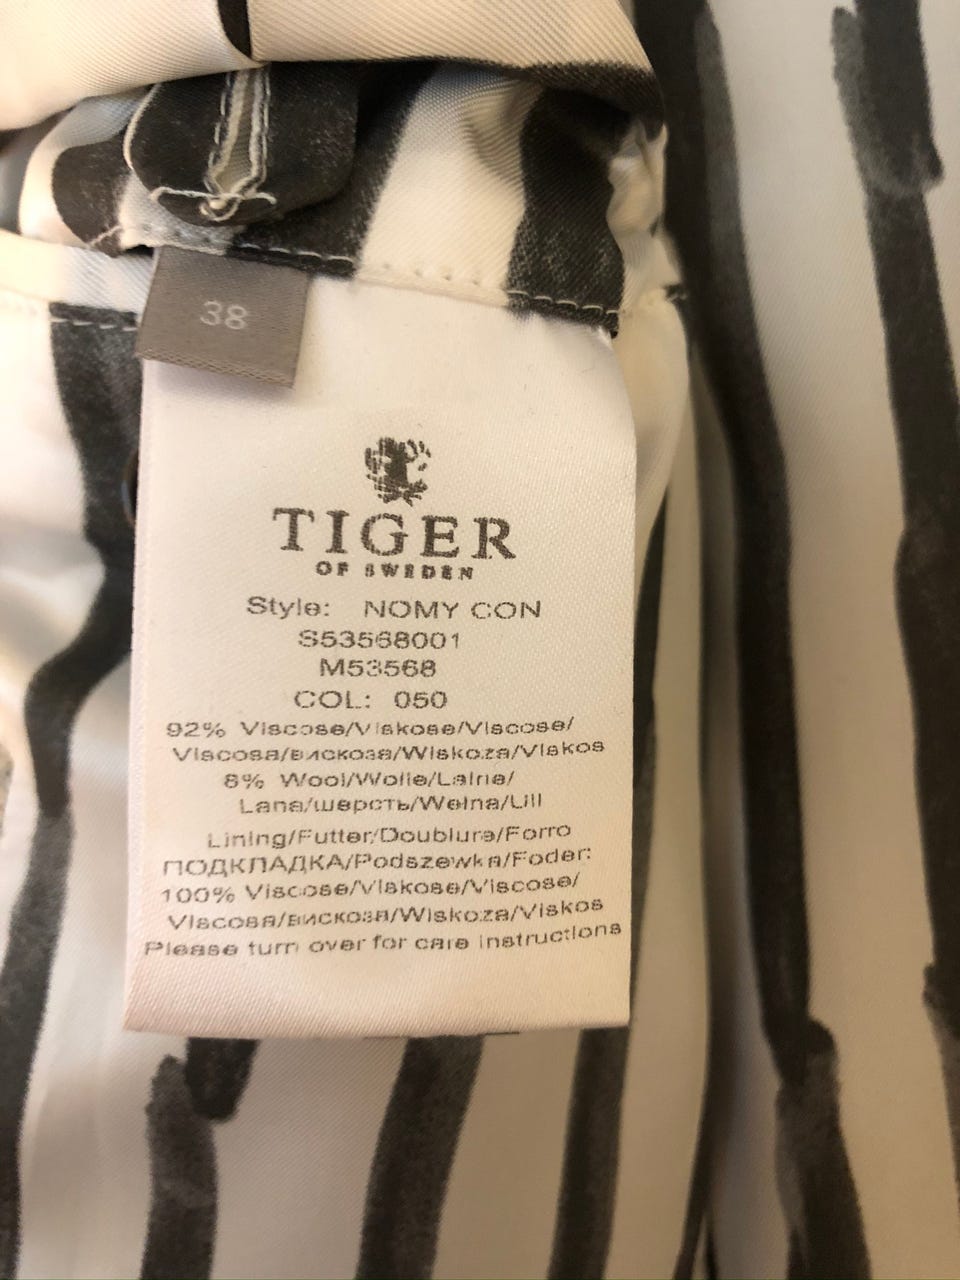 38
TIGER
OF SWEDEN
Style: NOMY CON
S53568001
M53568
COL: 050
92% Viscose/Viskose/Viscose/
Viscosa/вискоза/Wiskoza/Viskos
8% Wool/Wolle/Laine/
Lana/шерсть/Wełna/Ull
Lining/Futter/Doublure/Forro
ПОДКЛАДКА/Podszewka/Foder:
100% Viscose/Viskose/Viscose/
Viscosa/вискоза/Wiskoza/Viskos
Please turn over for care instructions